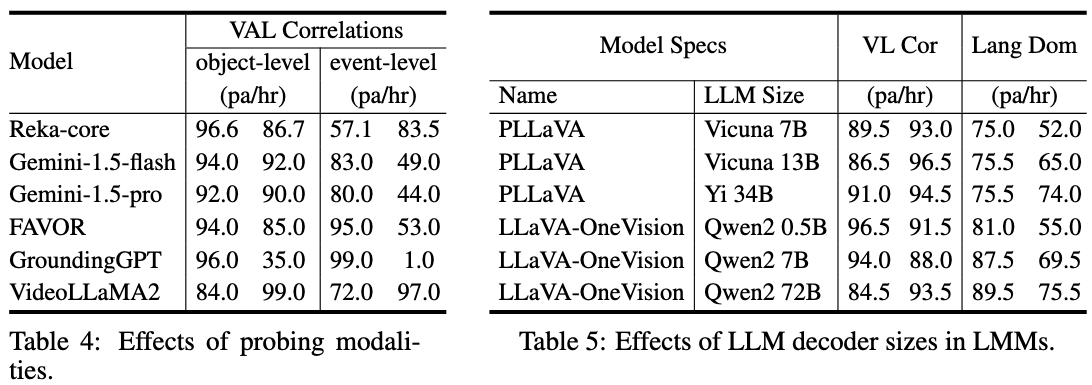 VAL Correlations
Model object-level event-level
(pa/hr) (pa/hr)
Reka-core 96.6 86.7 57.1 83.5
Gemini-1.5-flash 94.0 92.0 83.0 49.0
Gemini-1.5-pro 92.0 90.0 80.0 44.0
FAVOR 94.0 85.0 95.0 53.0
GroundingGPT 96.0 35.0 99.0 1.0
VideoLLaMA2 84.0 99.0 72.0 97.0
Table 4: Effects of probing modali-
ties.
Model Specs VL Cor Lang Dom
Name LLM Size (pa/hr) (pa/hr)
PLLaVA Vicuna 7B 89.5 93.0 75.0 52.0
PLLaVA Vicuna 13B 86.5 96.5 75.5 65.0
PLLaVA Yi 34B 91.0 94.5 75.5 74.0
LLaVA-OneVision Qwen2 0.5B 96.5 91.5 81.0 55.0
LLaVA-OneVision Qwen2 7B 94.0 88.0 87.5 69.5
LLaVA-OneVision Qwen2 72B 84.5 93.5 89.5 75.5
Table 5: Effects of LLM decoder sizes in LMMs.